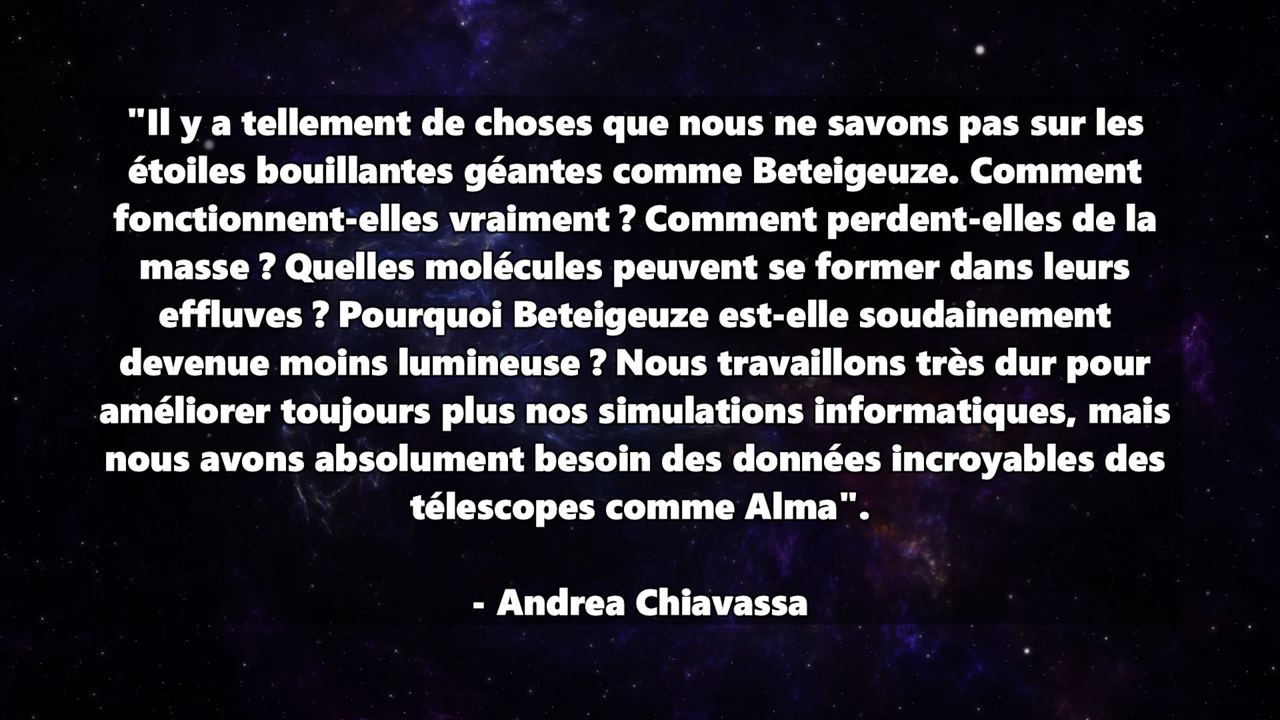 "Il y a tellement de choses que nous ne savons pas sur les
étoiles bouillantes géantes comme Beteigeuze. Comment
fonctionnent-elles vraiment ? Comment perdent-elles de la
masse ? Quelles molécules peuvent se former dans leurs
effluves ? Pourquoi Beteigeuze est-elle soudainement
devenue moins lumineuse ? Nous travaillons très dur pour
améliorer toujours plus nos simulations informatiques, mais
nous avons absolument besoin des données incroyables des
télescopes comme Alma".
- Andrea Chiavassa